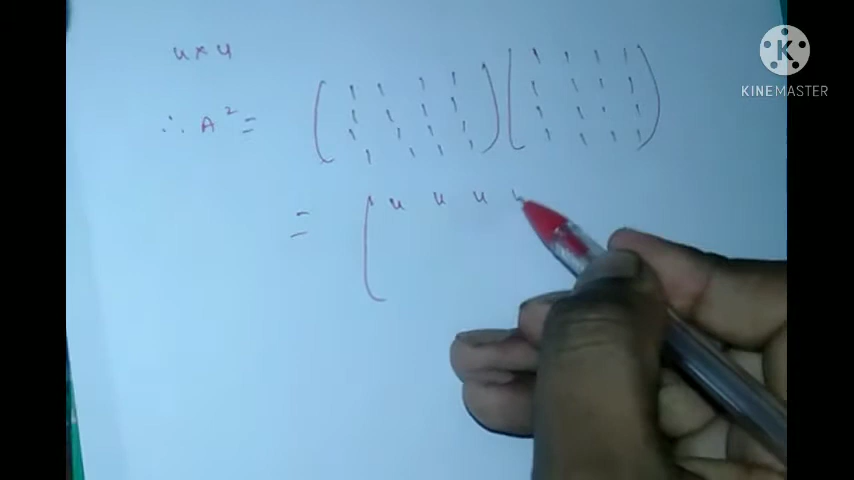 4 × 4
∴ A² = ( 1 1 1 1 ) ( 1 1 1 1 )
1 1 1 1 1 1 1 1
1 1 1 1 1 1 1 1
1 1 1 1 1 1 1 1
= ( 4 4 4 4
K
KINEMASTER